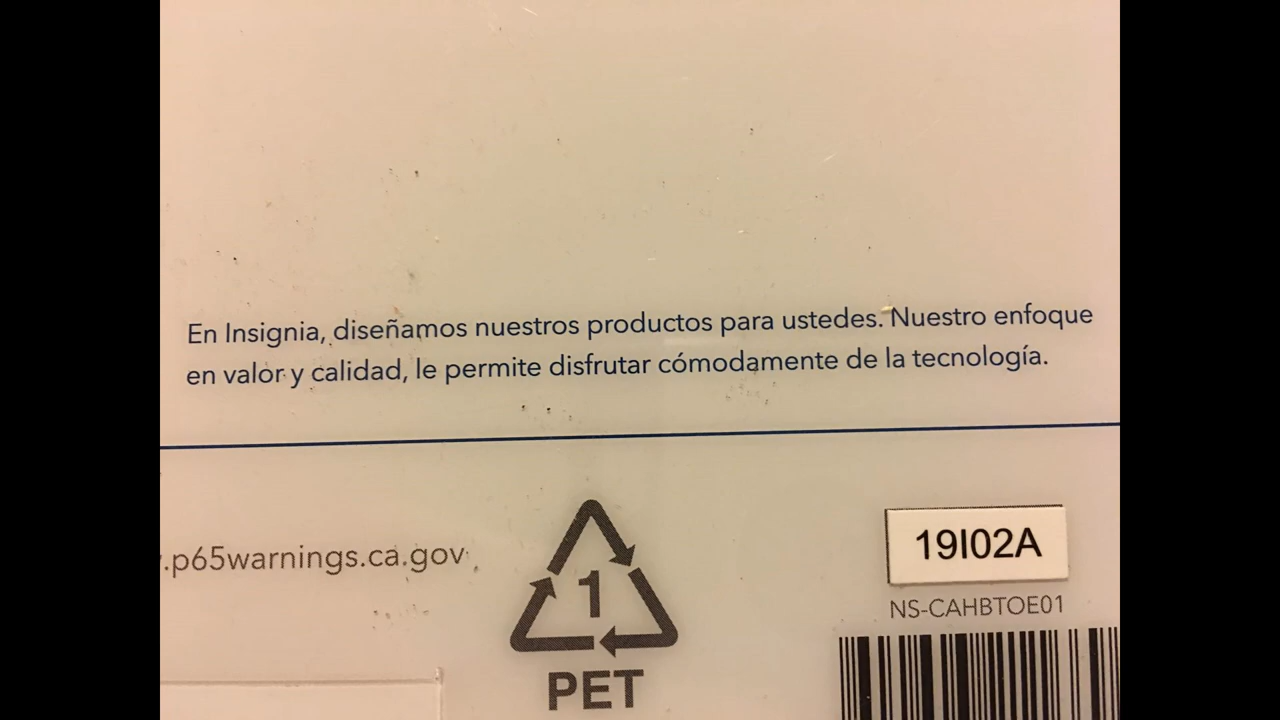 En Insignia, diseñamos nuestros productos para ustedes. Nuestro enfoque
en valor y calidad, le permite disfrutar cómodamente de la tecnología.
.p65warnings.ca.gov
1
PET
19I02A
NS-CAHBTOE01